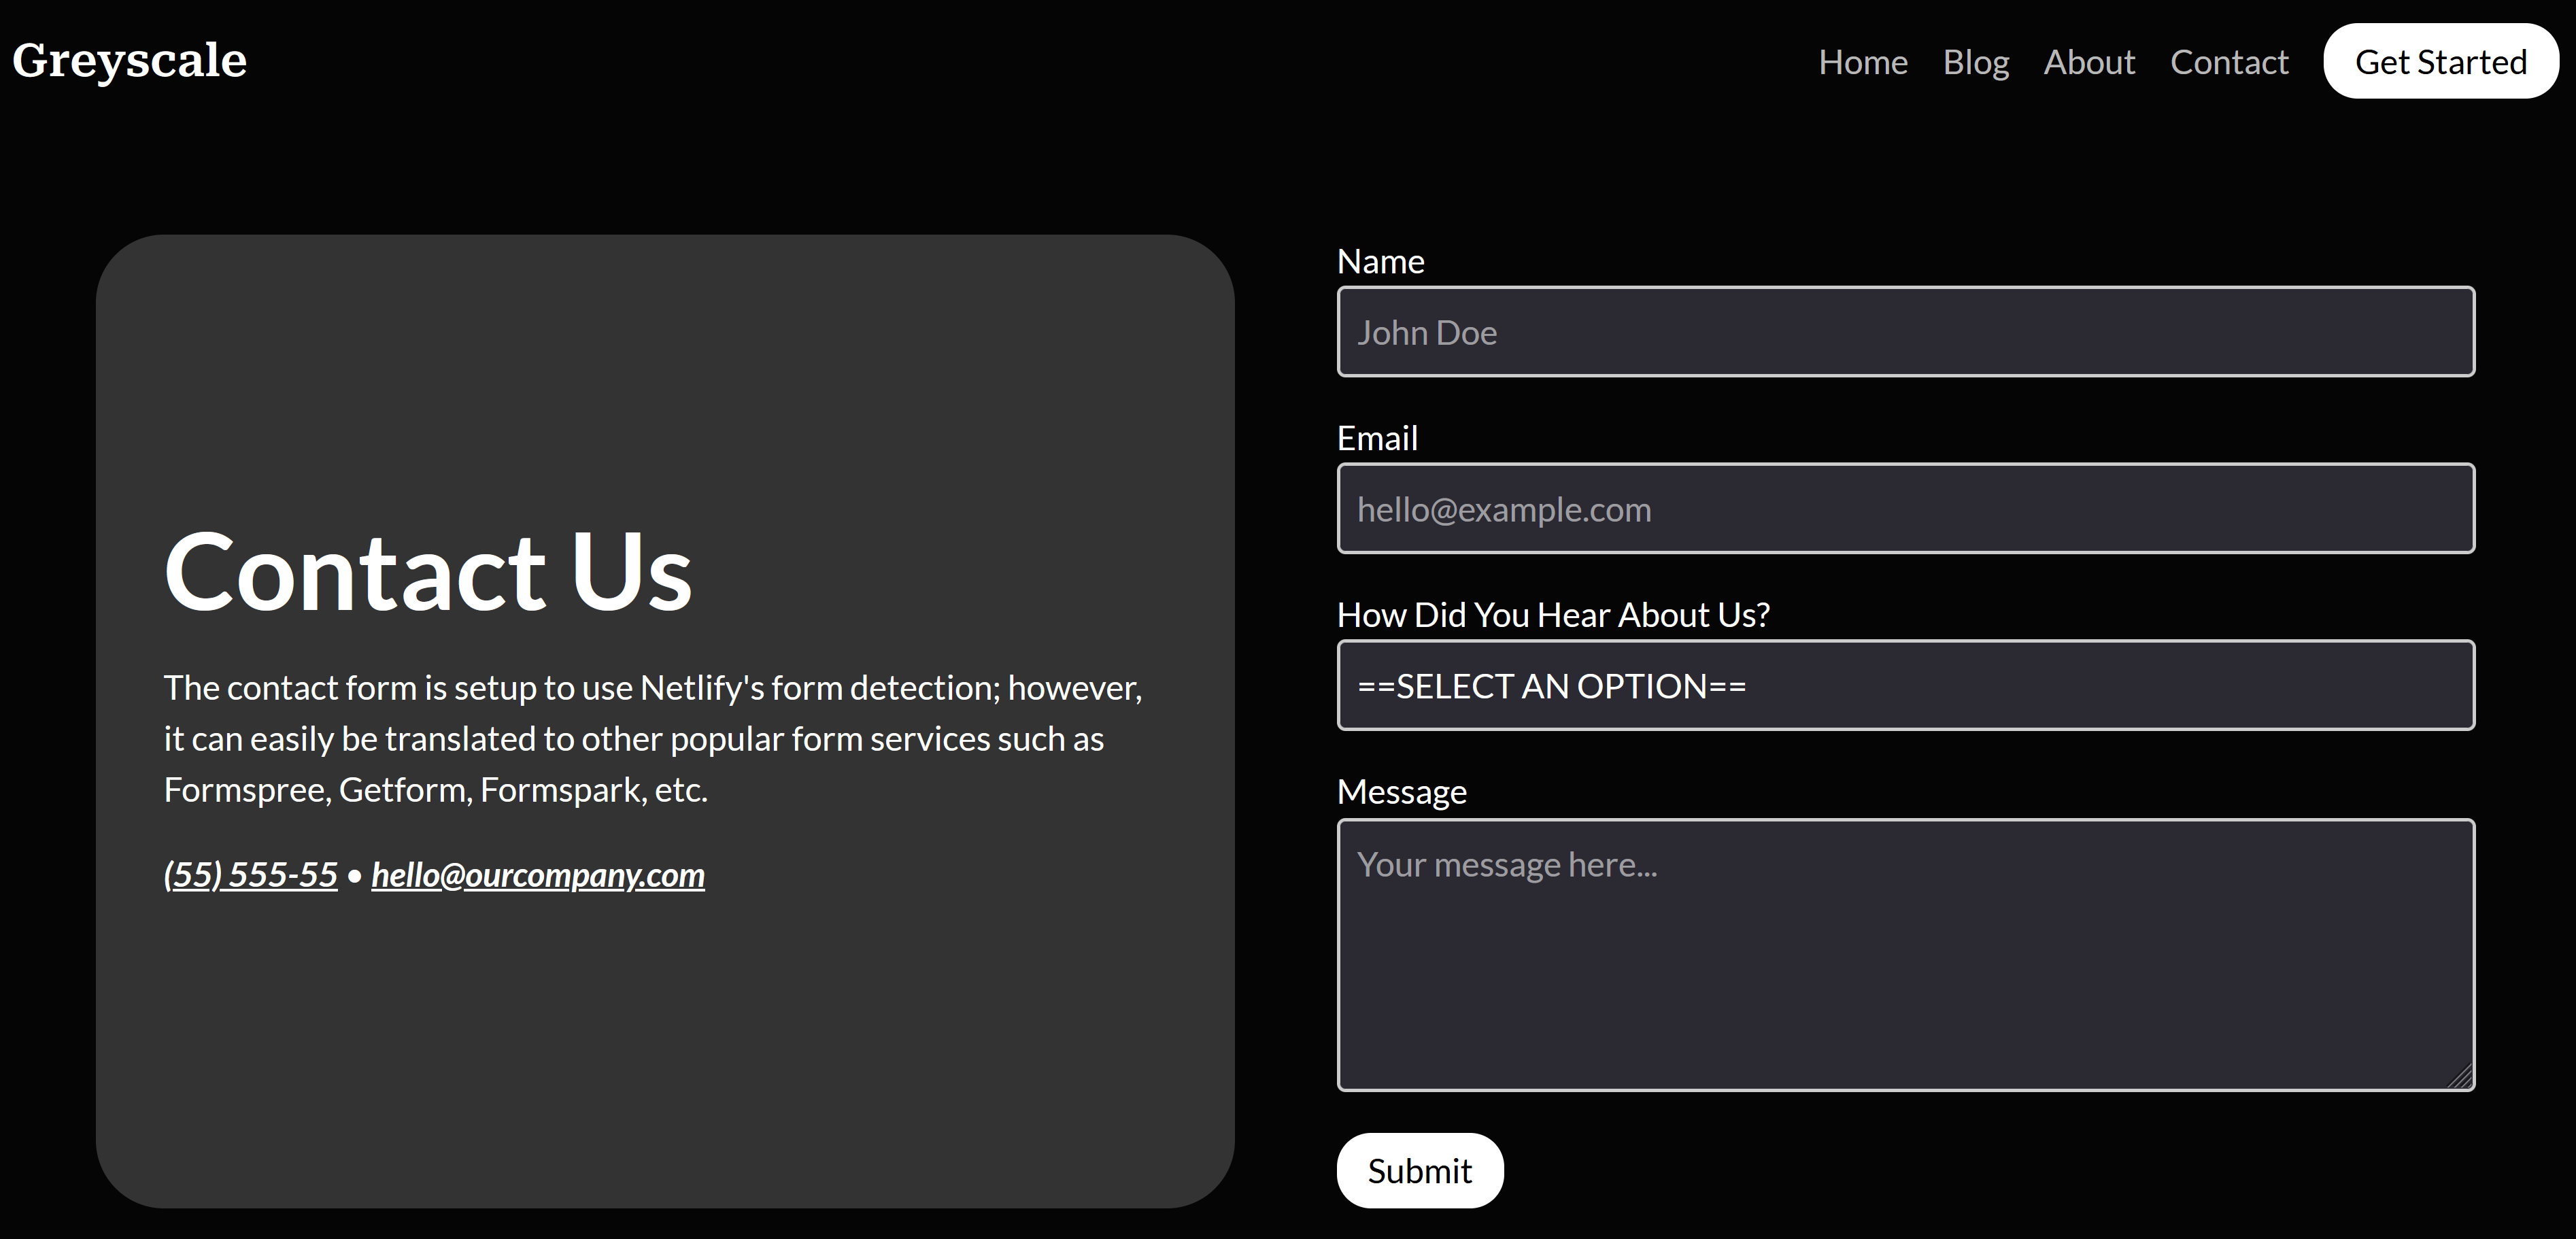 Greyscale
Home Blog About Contact Get Started
Contact Us
The contact form is setup to use Netlify's form detection; however,
it can easily be translated to other popular form services such as
Formspree, Getform, Formspark, etc.
(55) 555-55 • hello@ourcompany.com
Name
John Doe
Email
hello@example.com
How Did You Hear About Us?
==SELECT AN OPTION==
Message
Your message here...
Submit